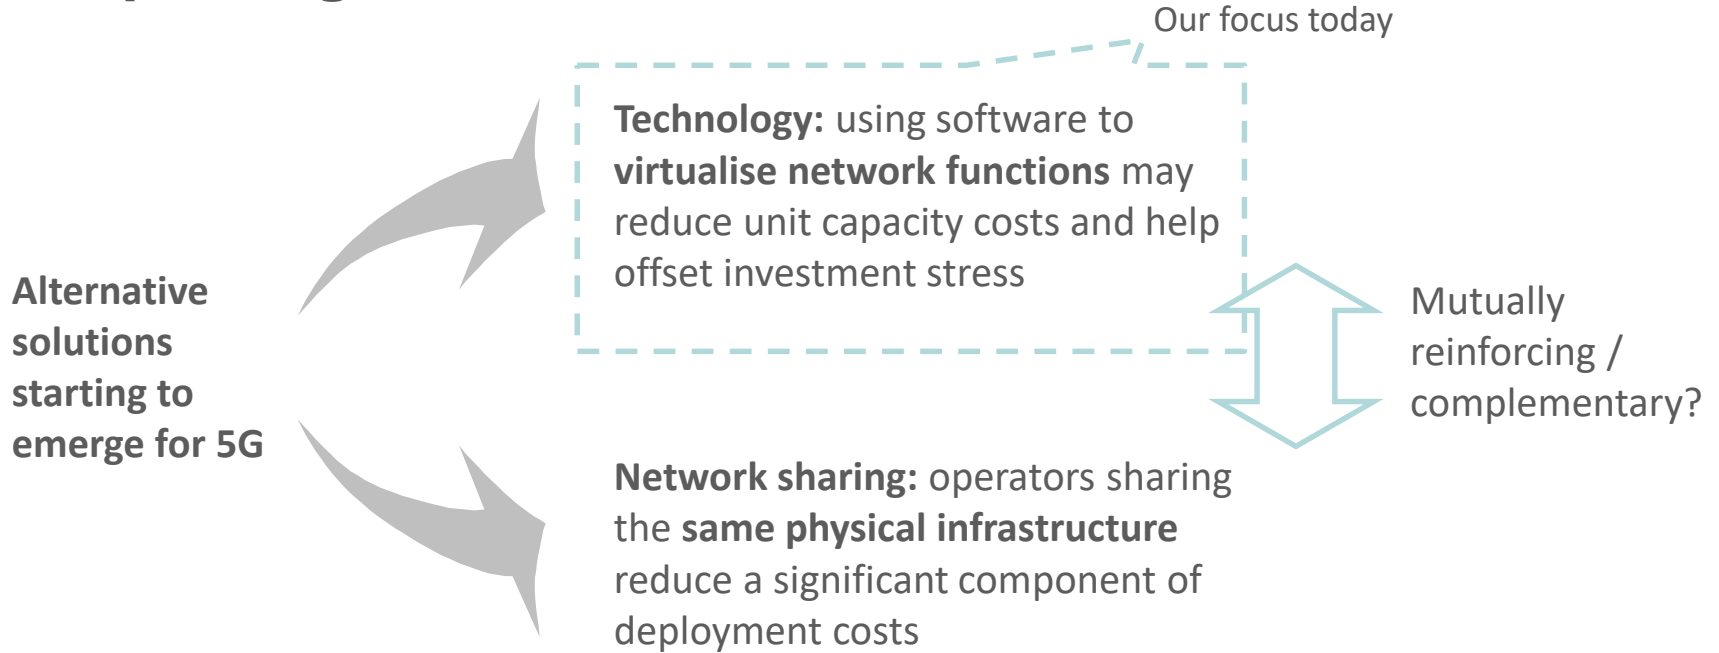 Our focus today
Technology: using software to
virtualise network functions may
reduce unit capacity costs and help
offset investment stress
Alternative
solutions
starting to
emerge for 5G
Mutually
reinforcing /
complementary?
Network sharing: operators sharing
the same physical infrastructure
reduce a significant component of
deployment costs